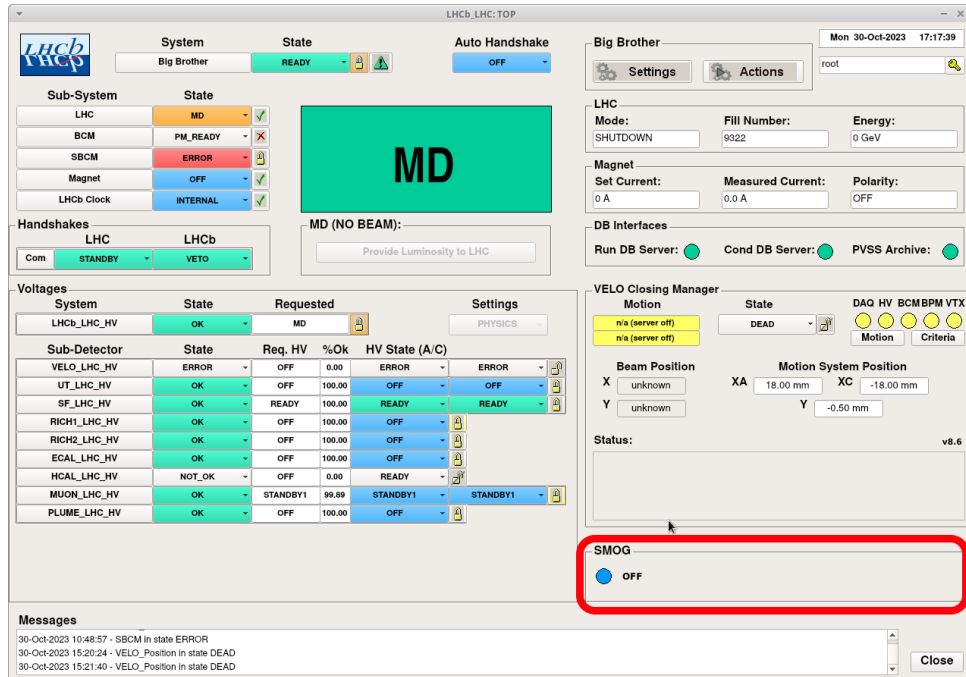 LHCb_LHC: TOP
LHCb
System State Auto Handshake
Big Brother READY OFF
Big Brother
Settings Actions
Mon 30-Oct-2023 17:17:39
root
Sub-System State
LHC MD
BCM PM_READY
SBCM ERROR
Magnet OFF
LHCb Clock INTERNAL
MD
LHC
Mode: Fill Number: Energy:
SHUTDOWN 9322 0 GeV
Magnet
Set Current: Measured Current: Polarity:
0 A 0.0 A OFF
Handshakes
LHC LHCb
Com STANDBY VETO
MD (NO BEAM):
Provide Luminosity to LHC
DB Interfaces
Run DB Server: Cond DB Server: PVSS Archive:
Voltages
System State Requested Settings
LHCb_LHC_HV OK MD PHYSICS
Sub-Detector State Req. HV %Ok HV State (A/C)
VELO_LHC_HV ERROR OFF 0.00 ERROR ERROR
UT_LHC_HV OK OFF 100.00 OFF OFF
SF_LHC_HV OK READY 100.00 READY READY
RICH1_LHC_HV OK OFF 100.00 OFF
RICH2_LHC_HV OK OFF 100.00 OFF
ECAL_LHC_HV OK OFF 100.00 OFF
HCAL_LHC_HV NOT_OK OFF 0.00 READY
MUON_LHC_HV OK STANDBY1 99.89 STANDBY1 STANDBY1
PLUME_LHC_HV OK OFF 100.00 OFF
VELO Closing Manager
Motion State DAQ HV BCM BPM VTX
n/a (server off) DEAD
n/a (server off) Motion Criteria
Beam Position Motion System Position
X unknown XA 18.00 mm XC -18.00 mm
Y unknown Y -0.50 mm
Status: v8.6
SMOG
OFF
Messages
30-Oct-2023 10:48:57 - SBCM in state ERROR
30-Oct-2023 15:20:24 - VELO_Position in state DEAD
30-Oct-2023 15:21:40 - VELO_Position in state DEAD
Close